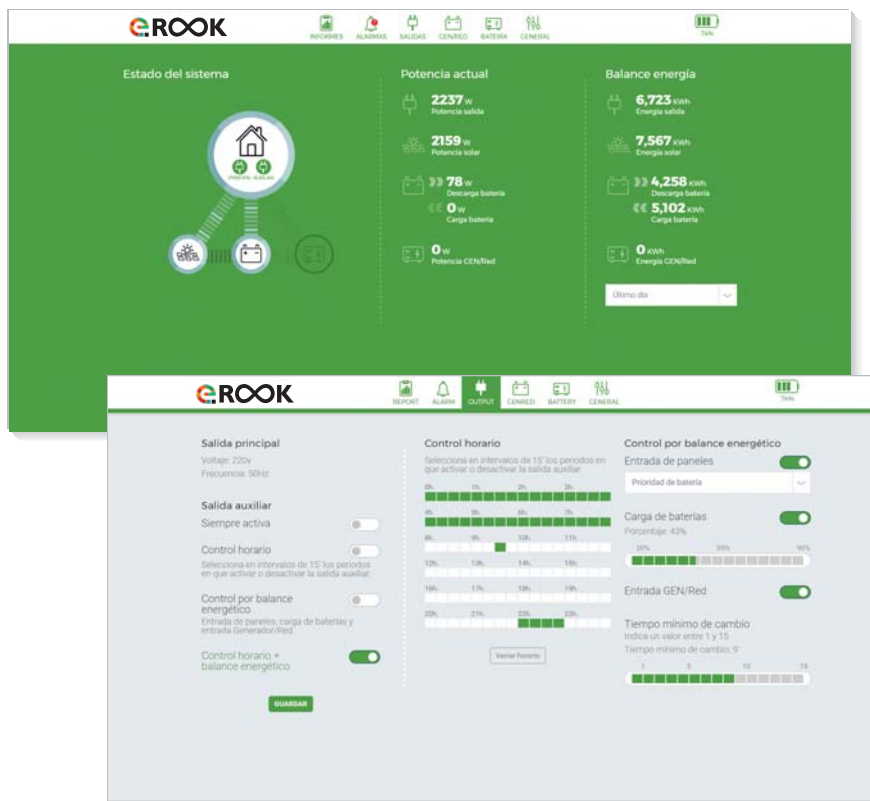 eROOK
INFORMES ALARMAS SALIDAS GEN/RED BATERÍA GENERAL
74%
Estado del sistema
PRINCIPAL AUXILIAR
Potencia actual
2237 W
Potencia salida
2159 W
Potencia solar
78 W
Descarga batería
0 W
Carga batería
0 W
Potencia GEN/Red
Balance energía
6,723 KWh
Energía salida
7,567 KWh
Energía solar
4,258 KWh
Descarga batería
5,102 KWh
Carga batería
0 KWh
Energía GEN/Red
Último día
eROOK
REPORT ALARM OUTPUT GENRED BATTERY GENERAL
74%
Salida principal
Voltaje: 220v
Frecuencia: 50Hz
Salida auxiliar
Siempre activa
Control horario
Selecciona en intervalos de 15' los periodos
en que activar o desactivar la salida auxiliar.
Control por balance
energético
Entrada de paneles, carga de baterías y
entrada Generador/Red.
Control horario +
balance energético
GUARDAR
Control horario
Selecciona en intervalos de 15' los periodos en
que activar o desactivar la salida auxiliar
0h. 1h. 2h. 3h.
4h. 5h. 6h. 7h.
8h. 9h. 10h. 11h.
12h. 13h. 14h. 15h.
16h. 17h. 18h. 19h.
20h. 21h. 22h. 23h.
Vaciar horario
Control por balance energético
Entrada de paneles
Prioridad de batería
Carga de baterías
Porcentaje: 43%
20% 55% 90%
Entrada GEN/Red
Tiempo mínimo de cambio
Indica un valor entre 1 y 15
Tiempo mínimo de cambio: 9'
1 5 10 15